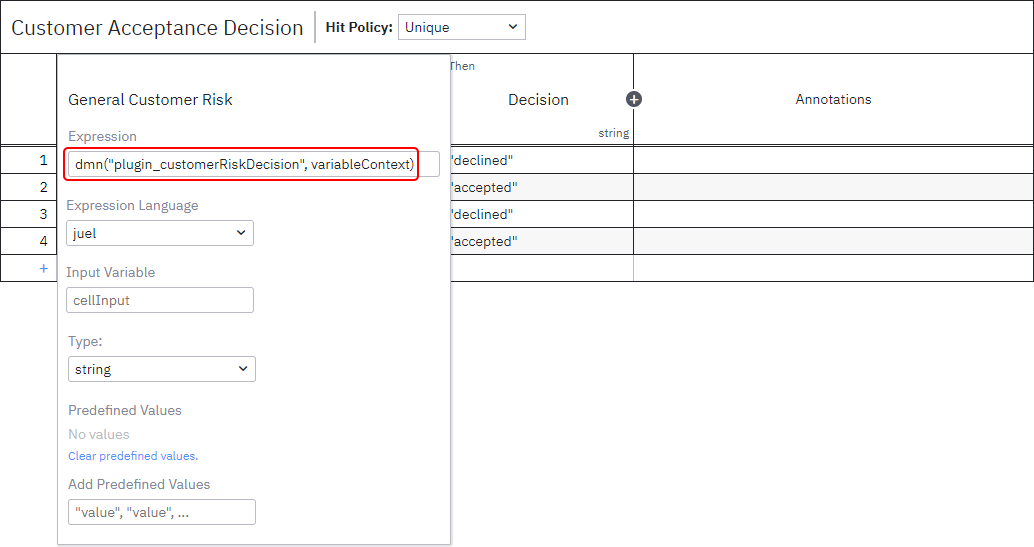 Customer Acceptance Decision Hit Policy: Unique
Then
General Customer Risk
Decision
Annotations
string
Expression
dmn("plugin_customerRiskDecision", variableContext)
Expression Language
juel
Input Variable
cellInput
Type:
string
Predefined Values
No values
Clear predefined values.
Add Predefined Values
"value", "value", ...
1 "declined"
2 "accepted"
3 "declined"
4 "accepted"
+